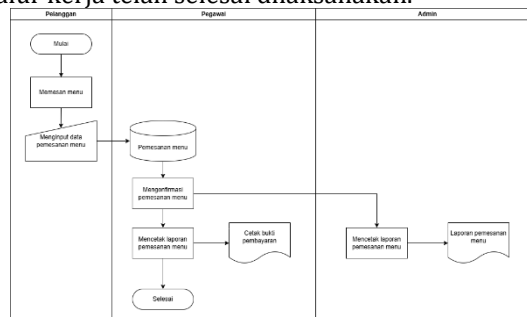 alur kerja telah selesai dilaksanakan.
Pelanggan
Pegawai
Admin
Mulai
Memesan menu
Menginput data
pemesanan menu
Pemesanan menu
Mengonfirmasi
pemesanan menu
Mencetak laporan
pemesanan menu
Cetak bukti
pembayaran
Mencetak laporan
pemesanan menu
Laporan pemesanan
menu
Selesai